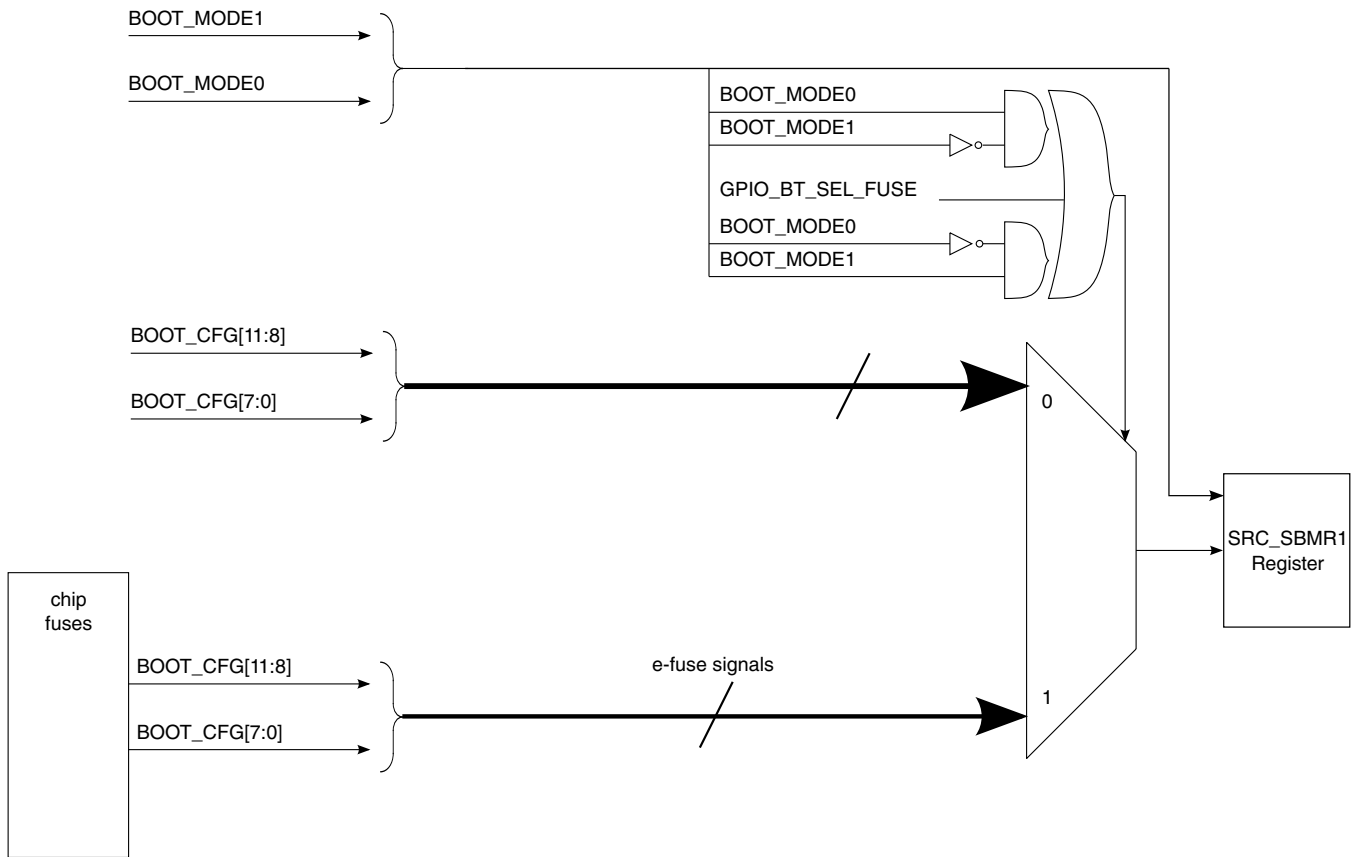 BOOT_MODE1
BOOT_MODE0
BOOT_MODE0
BOOT_MODE1
GPIO_BT_SEL_FUSE
BOOT_MODE0
BOOT_MODE1
BOOT_CFG[11:8]
BOOT_CFG[7:0]
0
SRC_SBMR1
Register
chip
fuses
BOOT_CFG[11:8]
BOOT_CFG[7:0]
e-fuse signals
1